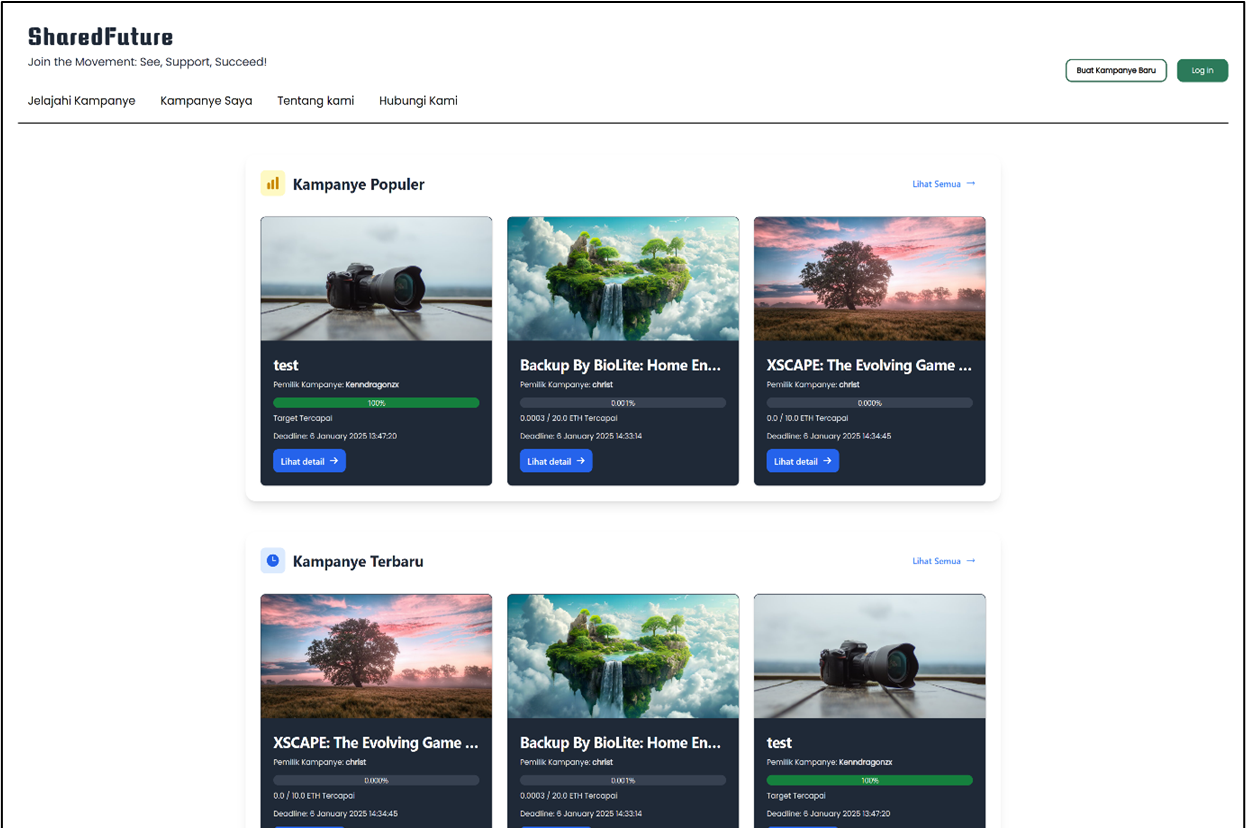 SharedFuture
Join the Movement: See, Support, Succeed!
Buat Kampanye Baru
Log in
Jelajahi Kampanye
Kampanye Saya
Tentang kami
Hubungi Kami
Kampanye Populer
Lihat Semua →
test
Pemilik Kampanye: Kenndragonzx
100%
Target Tercapai
Deadline: 6 January 2025 13:47:20
Lihat detail →
Backup By BioLite: Home En...
Pemilik Kampanye: christ
0.001%
0.0003 / 20.0 ETH Tercapai
Deadline: 6 January 2025 14:33:14
Lihat detail →
XSCAPE: The Evolving Game ...
Pemilik Kampanye: christ
0.000%
0.0 / 10.0 ETH Tercapai
Deadline: 6 January 2025 14:34:45
Lihat detail →
Kampanye Terbaru
Lihat Semua →
XSCAPE: The Evolving Game ...
Pemilik Kampanye: christ
0.000%
0.0 / 10.0 ETH Tercapai
Deadline: 6 January 2025 14:34:45
Backup By BioLite: Home En...
Pemilik Kampanye: christ
0.001%
0.0003 / 20.0 ETH Tercapai
Deadline: 6 January 2025 14:33:14
test
Pemilik Kampanye: Kenndragonzx
100%
Target Tercapai
Deadline: 6 January 2025 13:47:20